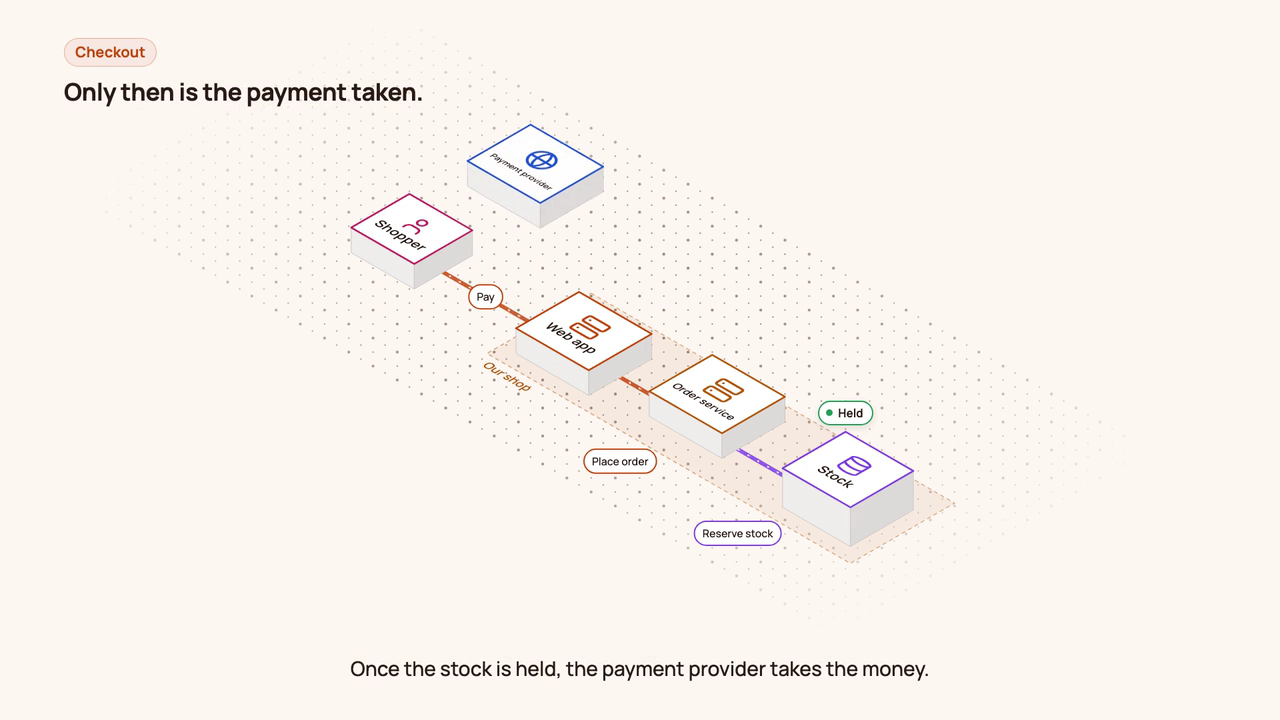 Checkout
Only then is the payment taken.
Payment provider
Shopper
Pay
Web app
Our shop
Order service
Held
Place order
Stock
Reserve stock
Once the stock is held, the payment provider takes the money.